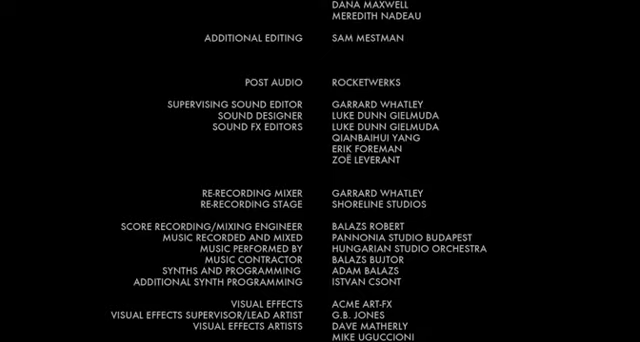 DANA MAXWELL
MEREDITH NADEAU
ADDITIONAL EDITING SAM MESTMAN
POST AUDIO ROCKETWERKS
SUPERVISING SOUND EDITOR GARRARD WHATLEY
SOUND DESIGNER LUKE DUNN GIELMUDA
SOUND FX EDITORS LUKE DUNN GIELMUDA
QIANBAIHUI YANG
ERIK FOREMAN
ZOË LEVERANT
RE-RECORDING MIXER GARRARD WHATLEY
RE-RECORDING STAGE SHORELINE STUDIOS
SCORE RECORDING/MIXING ENGINEER BALAZS ROBERT
MUSIC RECORDED AND MIXED PANNONIA STUDIO BUDAPEST
MUSIC PERFORMED BY HUNGARIAN STUDIO ORCHESTRA
MUSIC CONTRACTOR BALAZS BUJTOR
SYNTHS AND PROGRAMMING ADAM BALAZS
ADDITIONAL SYNTH PROGRAMMING ISTVAN CSONT
VISUAL EFFECTS ACME ART-FX
VISUAL EFFECTS SUPERVISOR/LEAD ARTIST G.B. JONES
VISUAL EFFECTS ARTISTS DAVE MATHERLY
MIKE UGUCCIONI